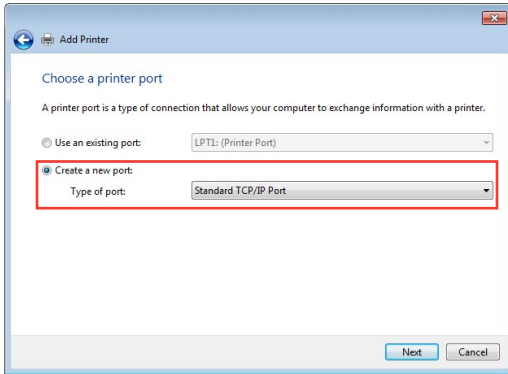 Add Printer
Choose a printer port
A printer port is a type of connection that allows your computer to exchange information with a printer.
Use an existing port: LPT1: (Printer Port)
Create a new port:
Type of port: Standard TCP/IP Port
Next Cancel